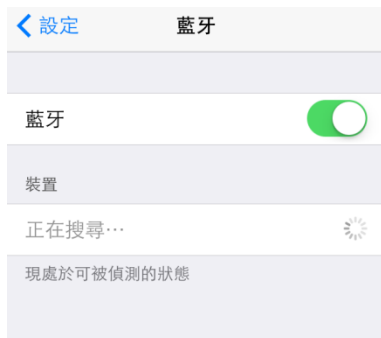 設定
藍牙
藍牙
裝置
正在搜尋⋯
現處於可被偵測的狀態